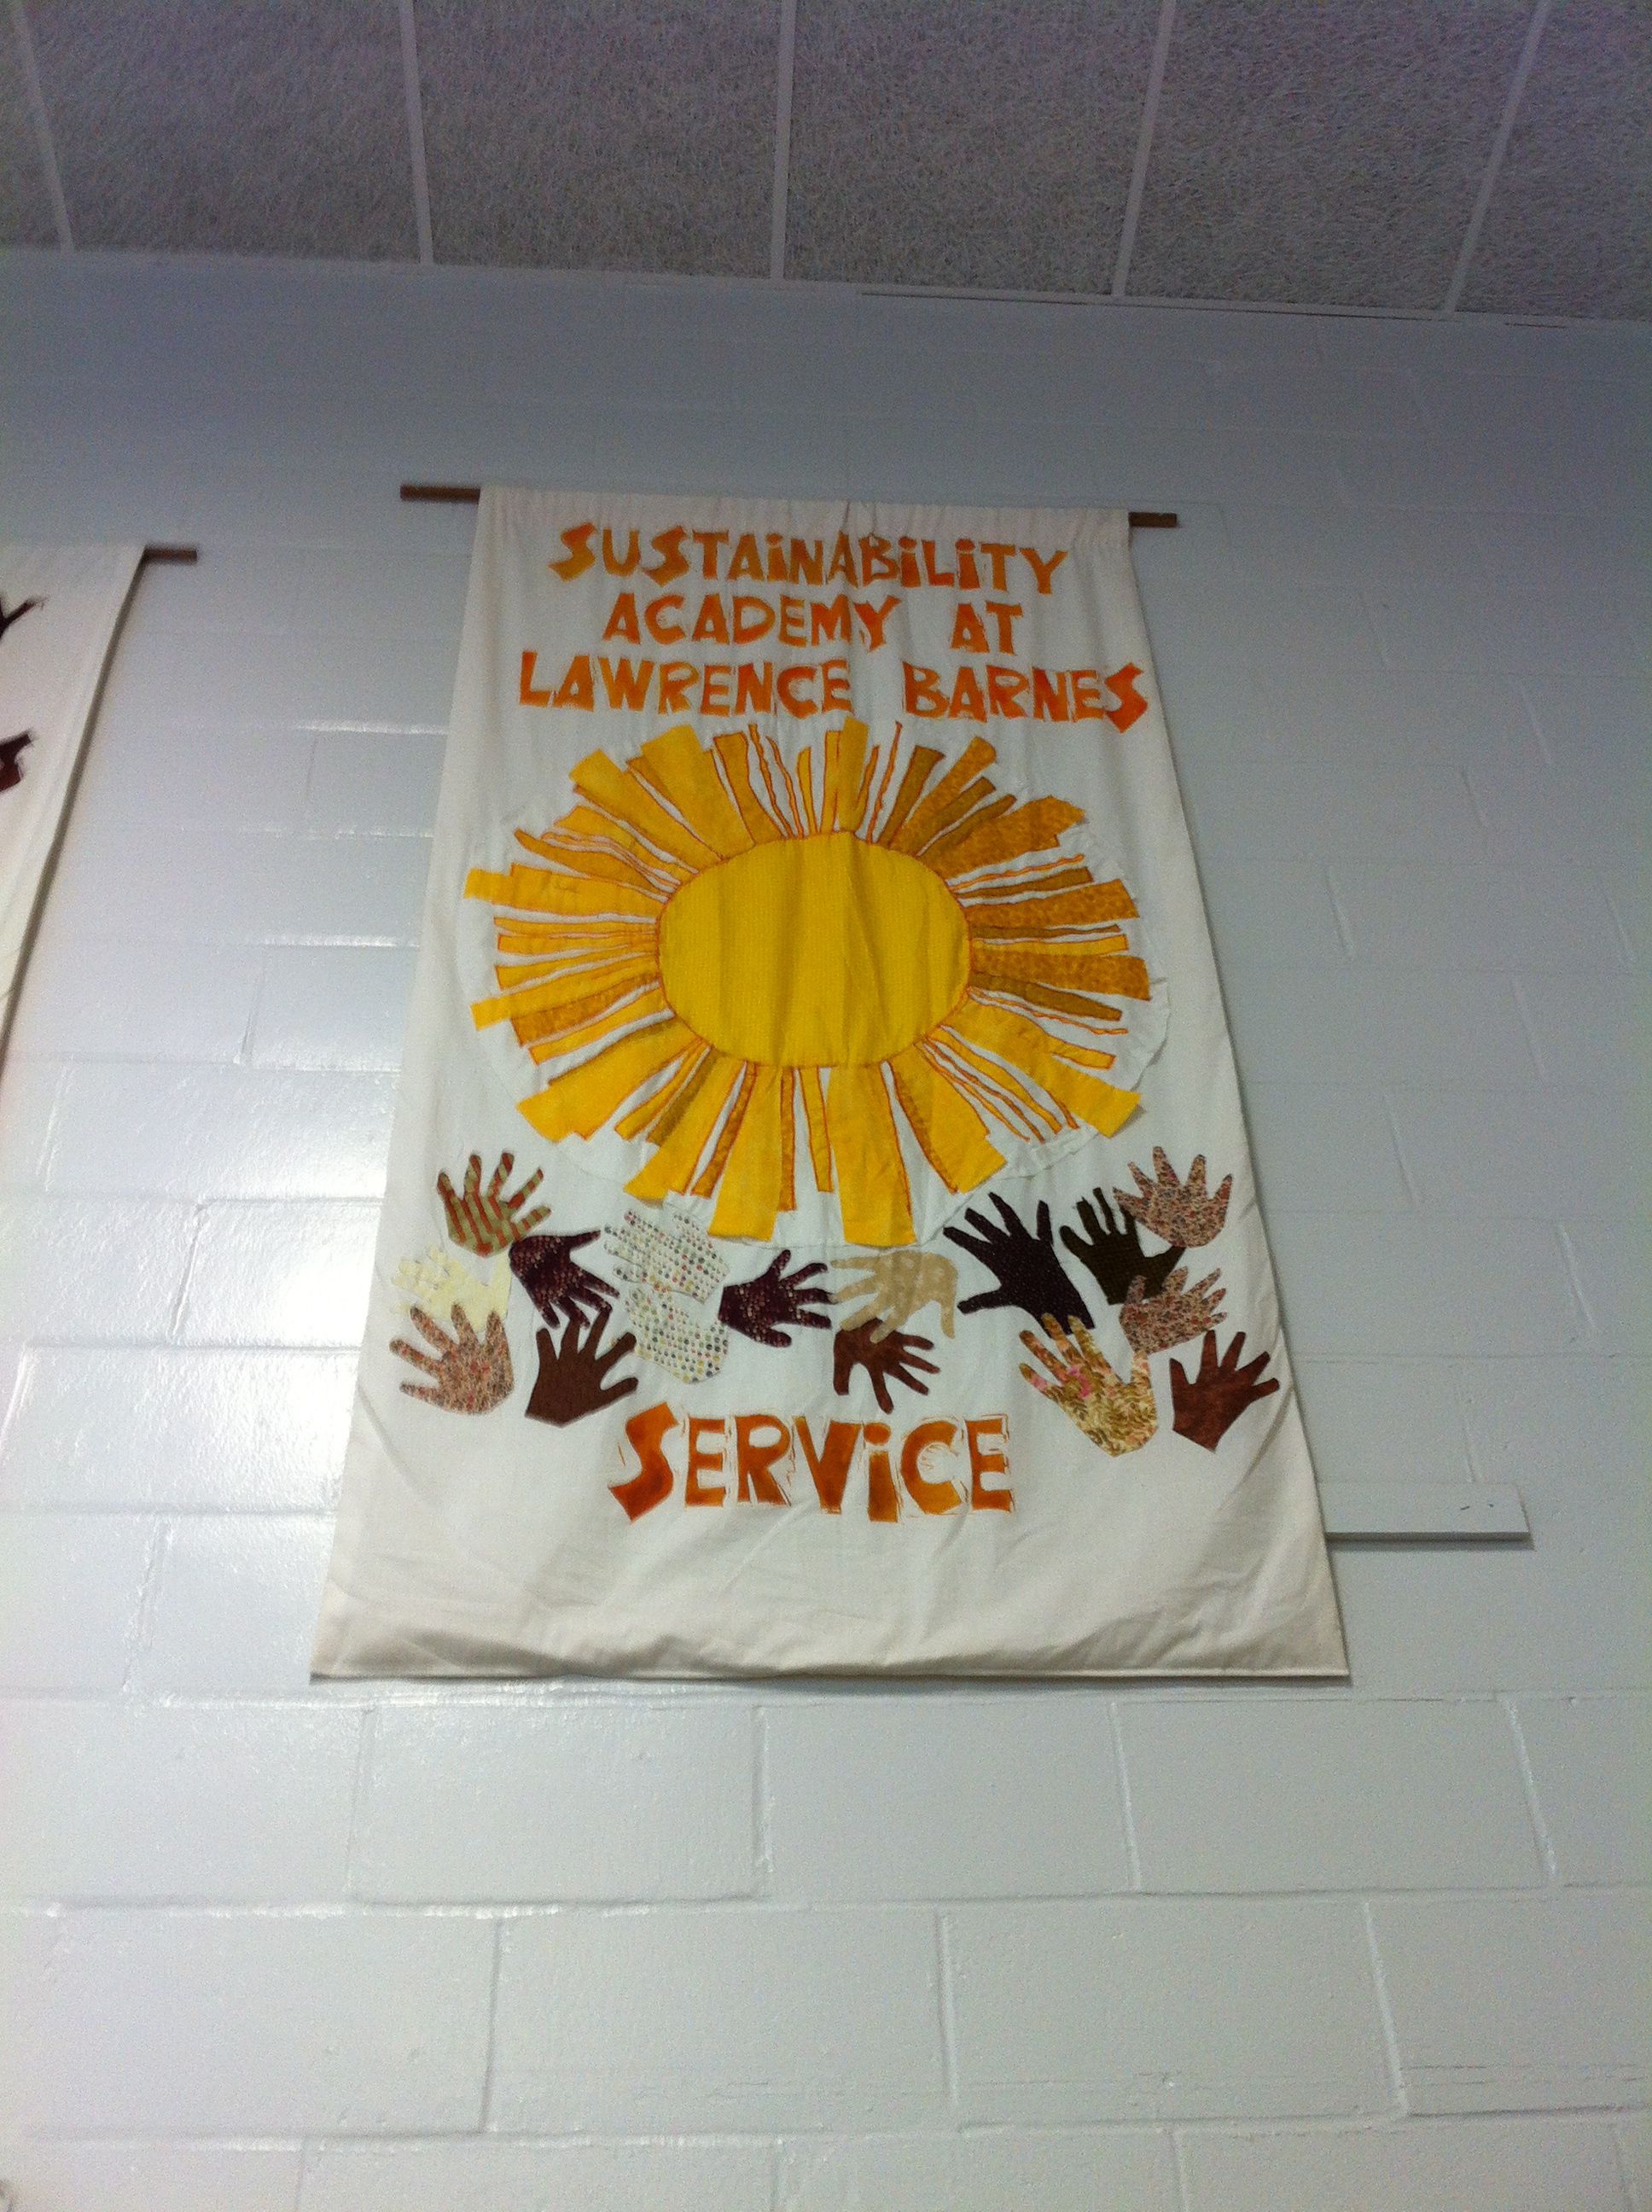 SUSTAiNABiLiTY
ACADEMY AT
LAWRENCE BARNES
SERViCE